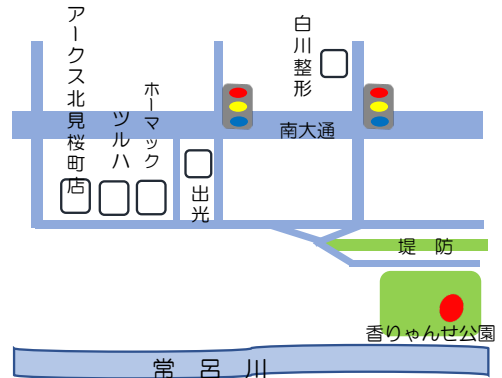 アークス北見桜町店
ツルハ
ホーマック
出光
白川整形
南大通
堤 防
香りゃんせ公園
常 呂 川